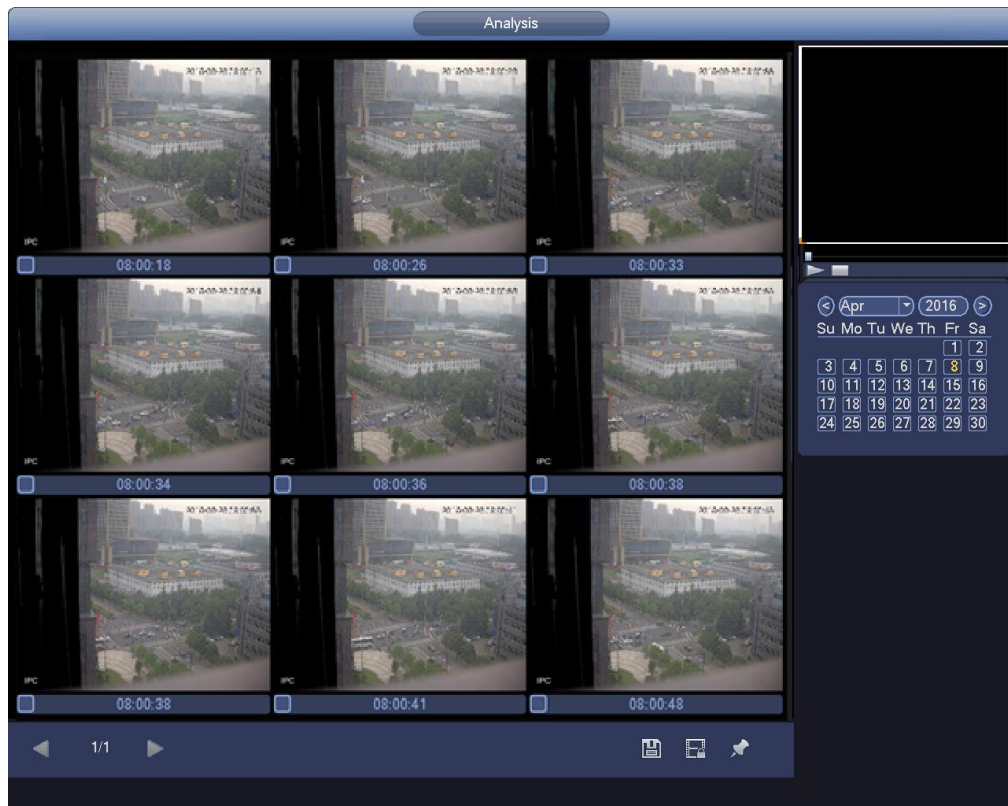 Analysis
IPC
IPC
IPC
08:00:18
08:00:26
08:00:33
IPC
IPC
IPC
08:00:34
08:00:36
08:00:38
IPC
IPC
IPC
08:00:38
08:00:41
08:00:48
1/1
< Apr 2016 >
Su Mo Tu We Th Fr Sa
1 2
3 4 5 6 7 8 9
10 11 12 13 14 15 16
17 18 19 20 21 22 23
24 25 26 27 28 29 30